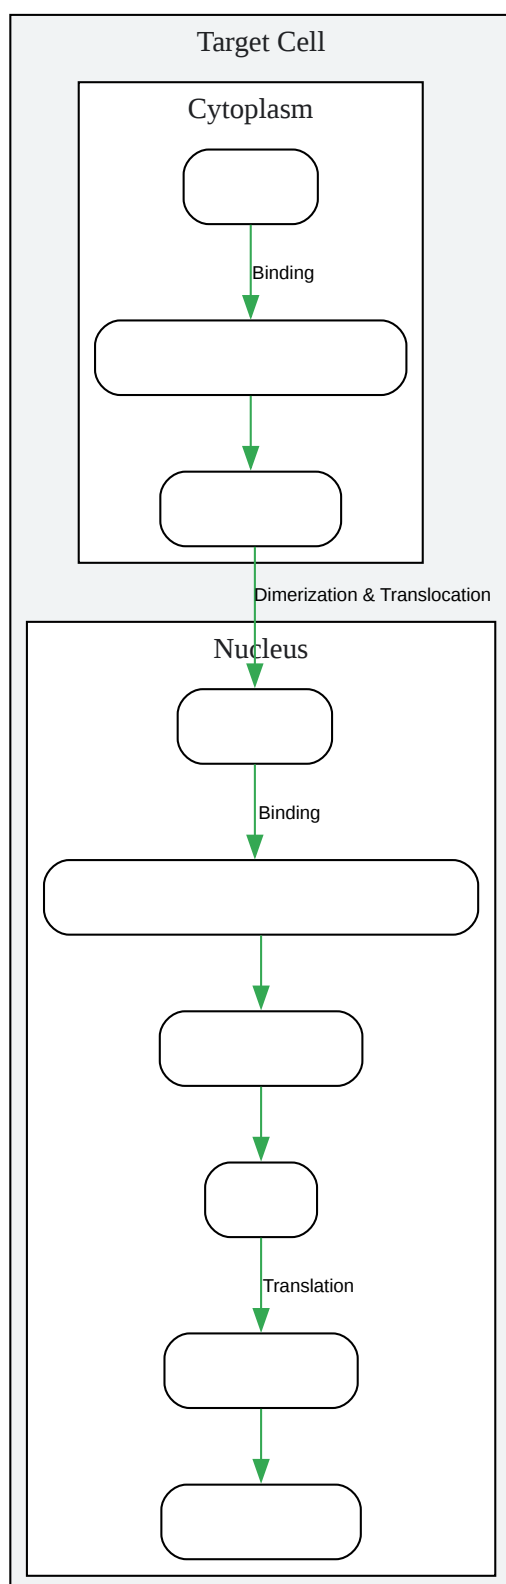 Target Cell
Cytoplasm
Binding
Dimerization & Translocation
Nucleus
Binding
Translation